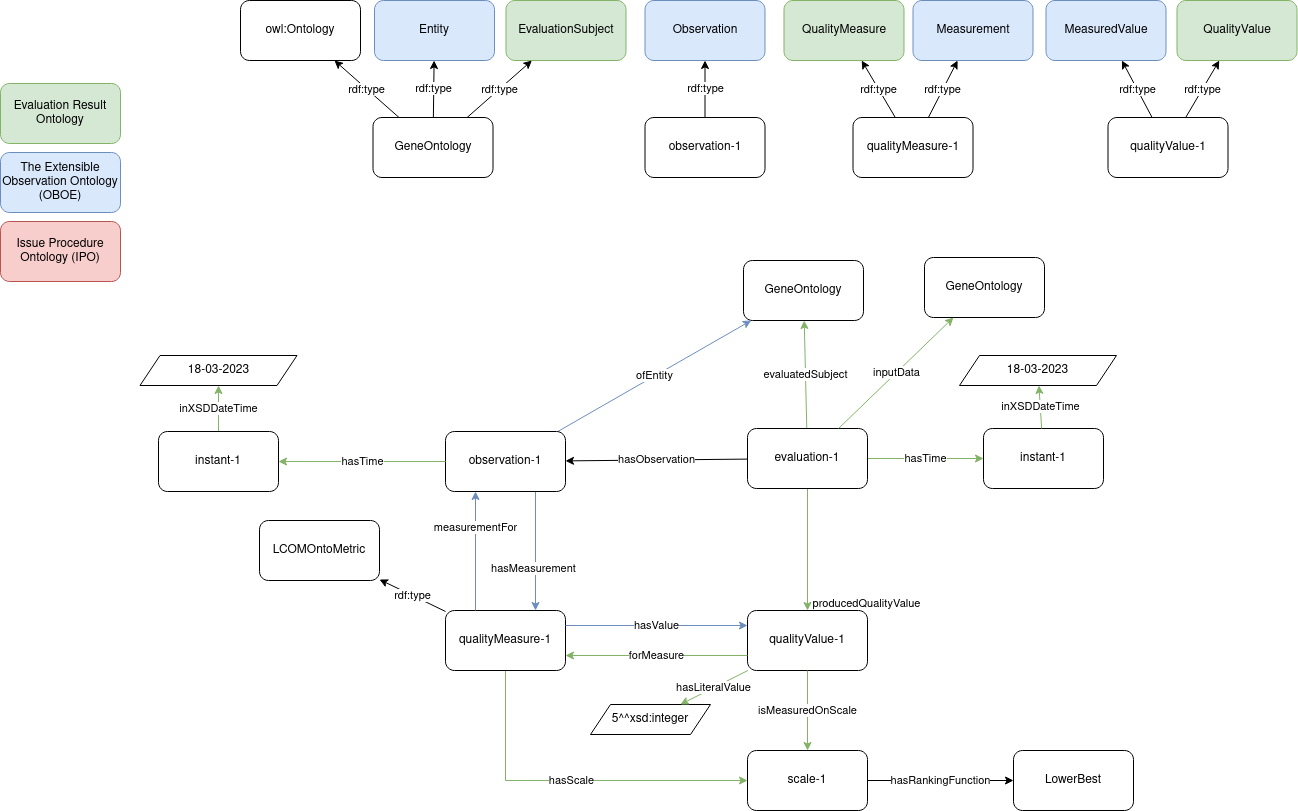 owl:Ontology
Entity
EvaluationSubject
Observation
QualityMeasure
Measurement
MeasuredValue
QualityValue
rdf:type
rdf:type
rdf:type
rdf:type
rdf:type
rdf:type
rdf:type
rdf:type
Evaluation Result
Ontology
GeneOntology
observation-1
qualityMeasure-1
qualityValue-1
The Extensible
Observation Ontology
(OBOE)
Issue Procedure
Ontology (IPO)
GeneOntology
GeneOntology
18-03-2023
ofEntity
evaluatedSubject
inputData
18-03-2023
inXSDDateTime
inXSDDateTime
instant-1
hasTime
observation-1
hasObservation
evaluation-1
hasTime
instant-1
measurementFor
LCOMOntoMetric
hasMeasurement
rdf:type
producedQualityValue
qualityMeasure-1
hasValue
qualityValue-1
forMeasure
hasLiteralValue
5^^xsd:integer
isMeasuredOnScale
hasScale
scale-1
hasRankingFunction
LowerBest